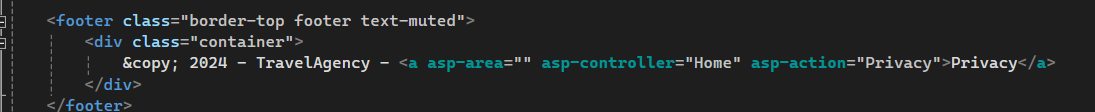 <footer class="border-top footer text-muted">
<div class="container">
&copy; 2024 - TravelAgency - <a asp-area="" asp-controller="Home" asp-action="Privacy">Privacy</a>
</div>
</footer>